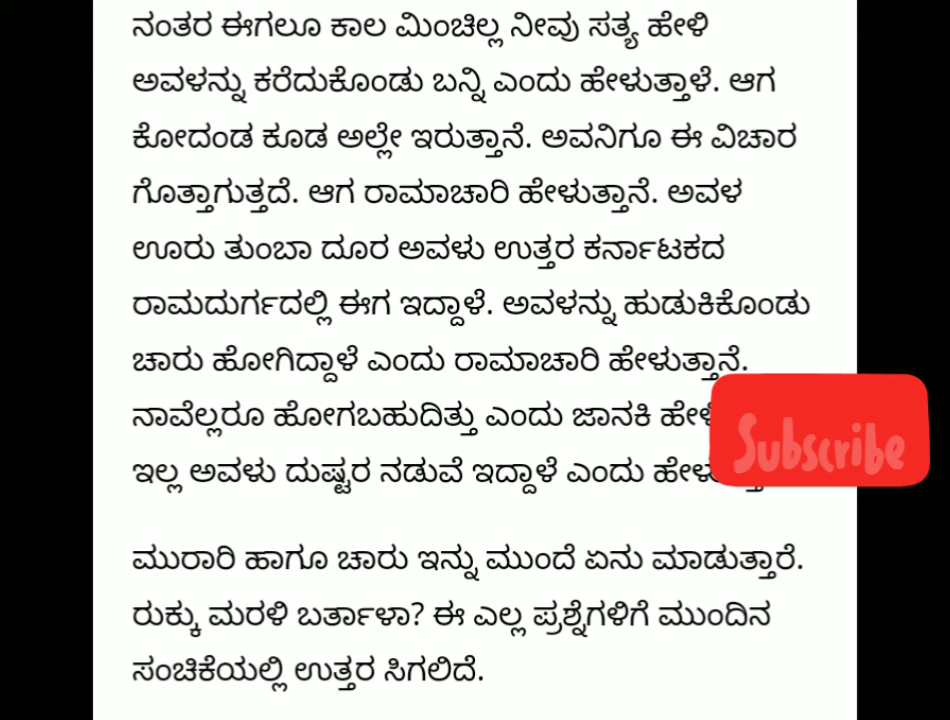 ನಂತರ ಈಗಲೂ ಕಾಲ ಮಿಂಚಿಲ್ಲ ನೀವು ಸತ್ಯ ಹೇಳಿ
ಅವಳನ್ನು ಕರೆದುಕೊಂಡು ಬನ್ನಿ ಎಂದು ಹೇಳುತ್ತಾಳೆ. ಆಗ
ಕೋದಂಡ ಕೂಡ ಅಲ್ಲೇ ಇರುತ್ತಾನೆ. ಅವನಿಗೂ ಈ ವಿಚಾರ
ಗೊತ್ತಾಗುತ್ತದೆ. ಆಗ ರಾಮಾಚಾರಿ ಹೇಳುತ್ತಾನೆ. ಅವಳ
ಊರು ತುಂಬಾ ದೂರ ಅವಳು ಉತ್ತರ ಕರ್ನಾಟಕದ
ರಾಮದುರ್ಗದಲ್ಲಿ ಈಗ ಇದ್ದಾಳೆ. ಅವಳನ್ನು ಹುಡುಕಿಕೊಂಡು
ಚಾರು ಹೋಗಿದ್ದಾಳೆ ಎಂದು ರಾಮಾಚಾರಿ ಹೇಳುತ್ತಾನೆ.
ನಾವೆಲ್ಲರೂ ಹೋಗಬಹುದಿತ್ತು ಎಂದು ಜಾನಕಿ
Subscribe
ಇಲ್ಲ ಅವಳು ದುಷ್ಟರ ನಡುವೆ ಇದ್ದಾಳೆ ಎಂದು
ಮುರಾರಿ ಹಾಗೂ ಚಾರು ಇನ್ನು ಮುಂದೆ ಏನು ಮಾಡುತ್ತಾರೆ.
ರುಕ್ಕು ಮರಳಿ ಬರ್ತಾಳಾ? ಈ ಎಲ್ಲ ಪ್ರಶ್ನೆಗಳಿಗೆ ಮುಂದಿನ
ಸಂಚಿಕೆಯಲ್ಲಿ ಉತ್ತರ ಸಿಗಲಿದೆ.